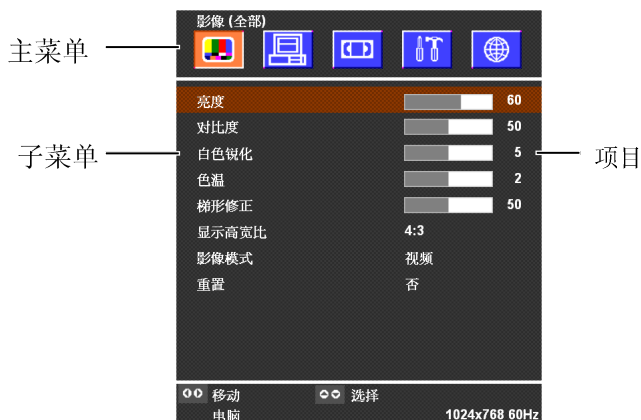 影像 (全部)
主菜单
亮度 60
对比度 50
子菜单
白色锐化 5
项目
色温 2
梯形修正 50
显示高宽比 4:3
影像模式 视频
重置 否
移动 选择
电脑 1024x768 60Hz